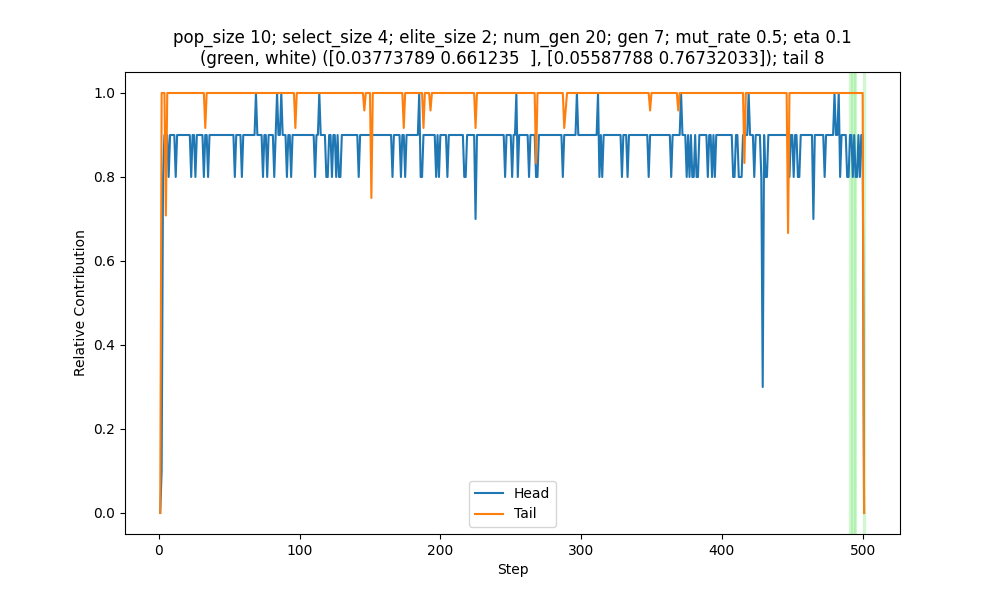 pop_size 10; select_size 4; elite_size 2; num_gen 20; gen 7; mut_rate 0.5; eta 0.1
(green, white) ([0.03773789 0.661235  ], [0.05587788 0.76732033]); tail 8
1.0
0.8
0.6
0.4
0.2
0.0
Relative Contribution
Head
Tail
0 100 200 300 400 500
Step